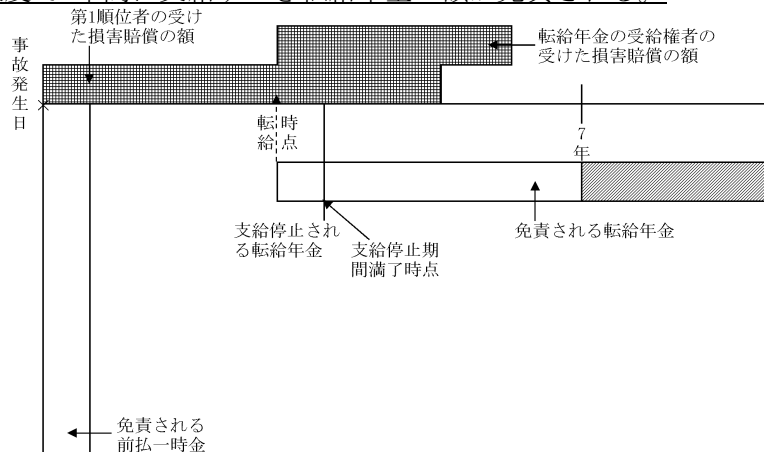 第1順位者の受け
た損害賠償の額
転給年金の受給権者の
受けた損害賠償の額
事故発生日
転給
時点
7年
支給停止され
る転給年金
支給停止期
間満了時点
免責される転給年金
免責される
前払一時金